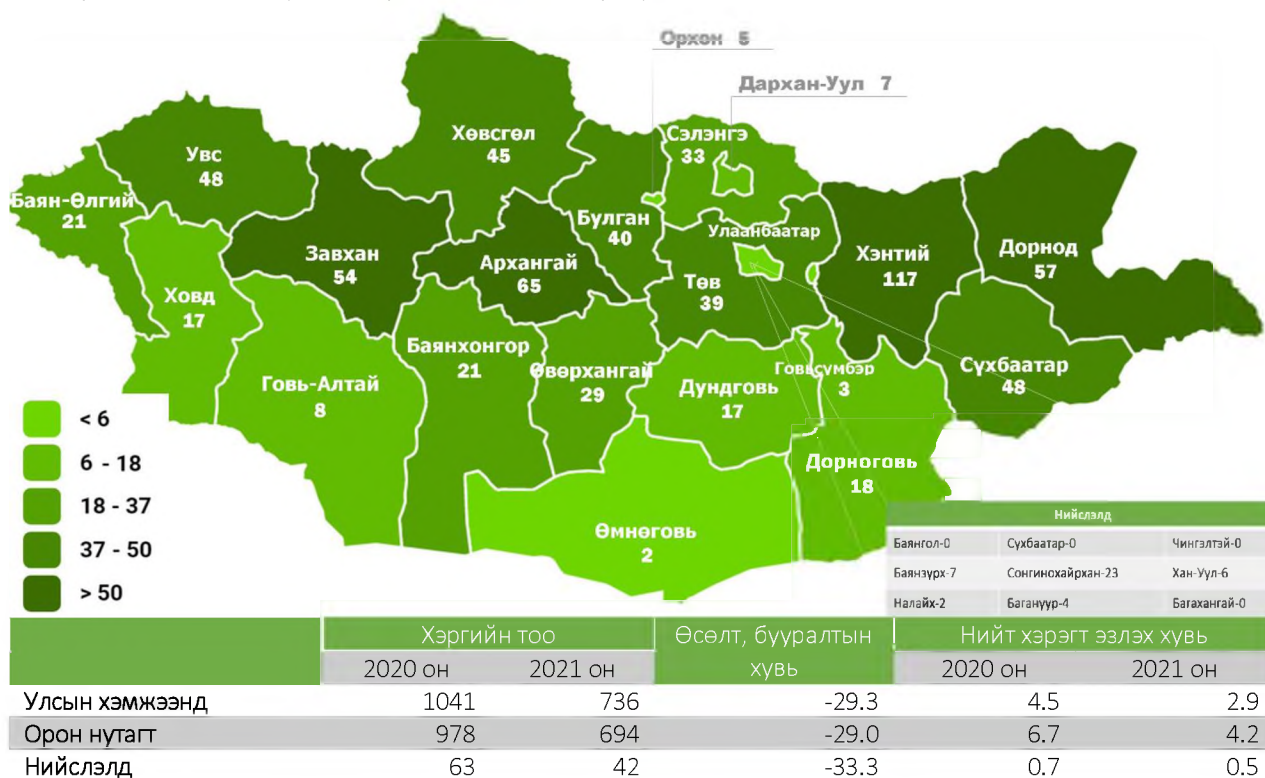 Орхон 5
Дархан-Уул 7
Хөвсгөл
45
Сэлэнгэ
33
Увс
48
Баян-Өлгий
21
Булган
40
Улаанбаатар
Завхан
54
Архангай
65
Хэнтий
117
Дорнод
57
Төв
39
Ховд
17
Баянхонгор
21
Өвөрхангай
29
Говь-Алтай
8
Дундговь
17
Говьсүмбэр
3
Сүхбаатар
48
Дорноговь
18
Өмнөговь
2
< 6
6 - 18
18 - 37
37 - 50
> 50
Нийслэлд
Баянгол-0 Сүхбаатар-0 Чингэлтэй-0
Баянзүрх-7 Сонгинохайрхан-23 Хан-Уул-6
Налайх-2 Багануур-4 Багахангай-0
Хэргийн тоо Өсөлт, бууралтын хувь Нийт хэрэгт эзлэх хувь
2020 он 2021 он 2020 он 2021 он
Улсын хэмжээнд 1041 736 -29.3 4.5 2.9
Орон нутагт 978 694 -29.0 6.7 4.2
Нийслэлд 63 42 -33.3 0.7 0.5